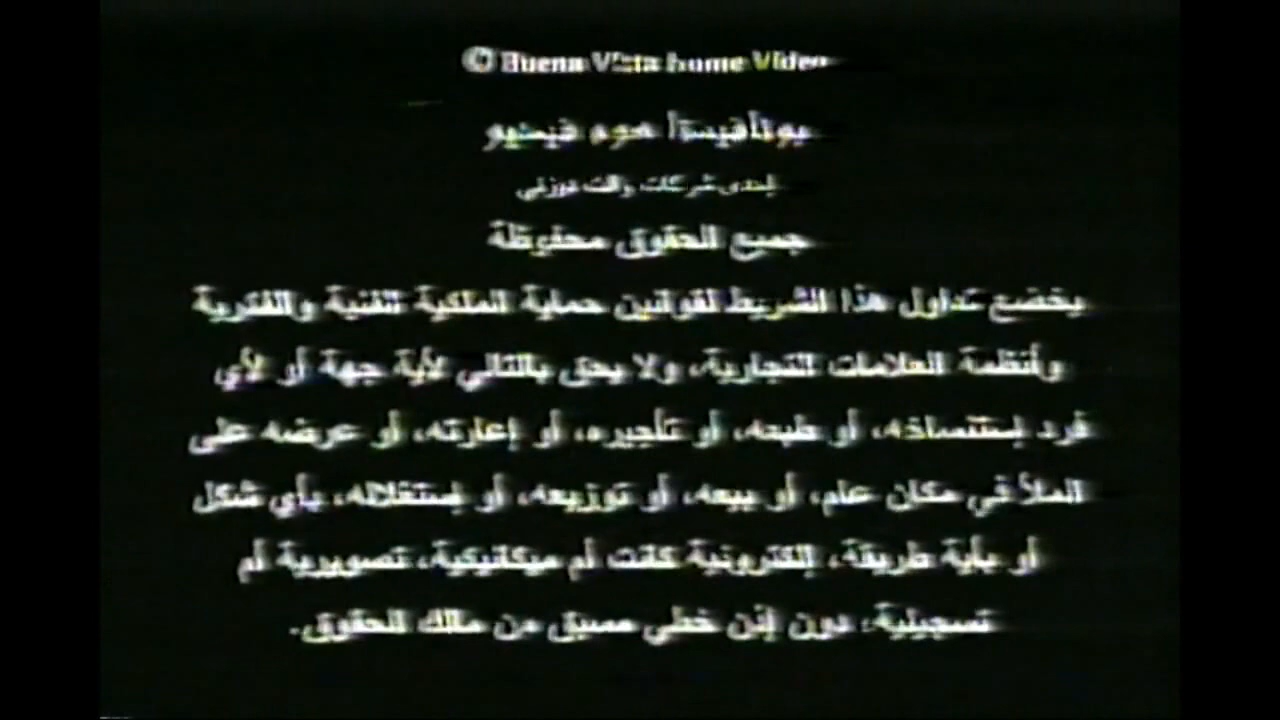 © Buena Vista Home Video
بونأفيستأ هوم فيديو
إحدى شركات والت دوزني
جميع الحقوق محفوظة
يخضع تداول هذا الشريط لقوانين حماية الملكية الفنية والفكرية
وأنظمة العلامات التجارية، ولا يحق بالتالي لأية جهة أو لأي
فرد إستنساخه، أو طبعه، أو تأجيره، أو إعارته، أو عرضه على
الملأ في مكان عام، أو بيعه، أو توزيعه، أو إستغلاله، بأي شكل
أو بأية طريقة، إلكترونية كانت أم ميكانيكية، تصويرية أم
تسجيلية، دون إذن خطي مسبق من مالك الحقوق.